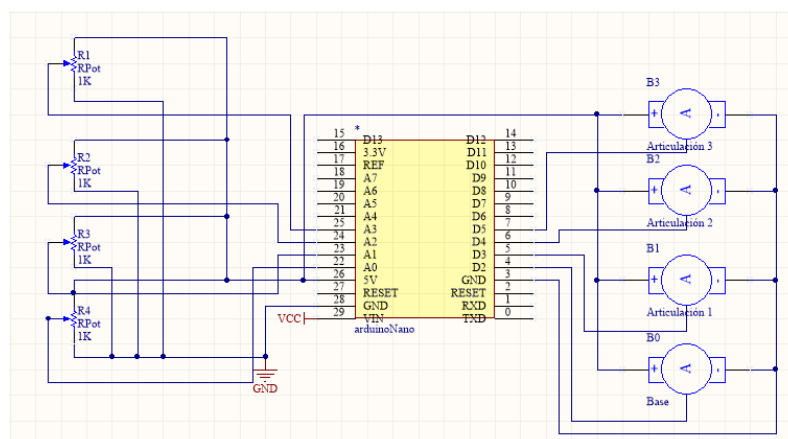 R1
RPot
1K
R2
RPot
1K
R3
RPot
1K
R4
RPot
1K
*
15 D13 D12 14
16 3.3V D11 13
17 REF D10 12
18 A7 D9 11
19 A6 D8 10
20 A5 D7 9
21 A4 D6 8
25 A3 D5 7
24 A2 D4 6
23 A1 D3 5
22 A0 D2 4
26 5V GND 3
27 RESET RESET 2
28 GND RXD 1
29 VIN TXD 0
VCC
arduinoNano
GND
B3
+ A -
Articulación 3
B2
+ A -
Articulación 2
B1
+ A -
Articulación 1
B0
+ A -
Base